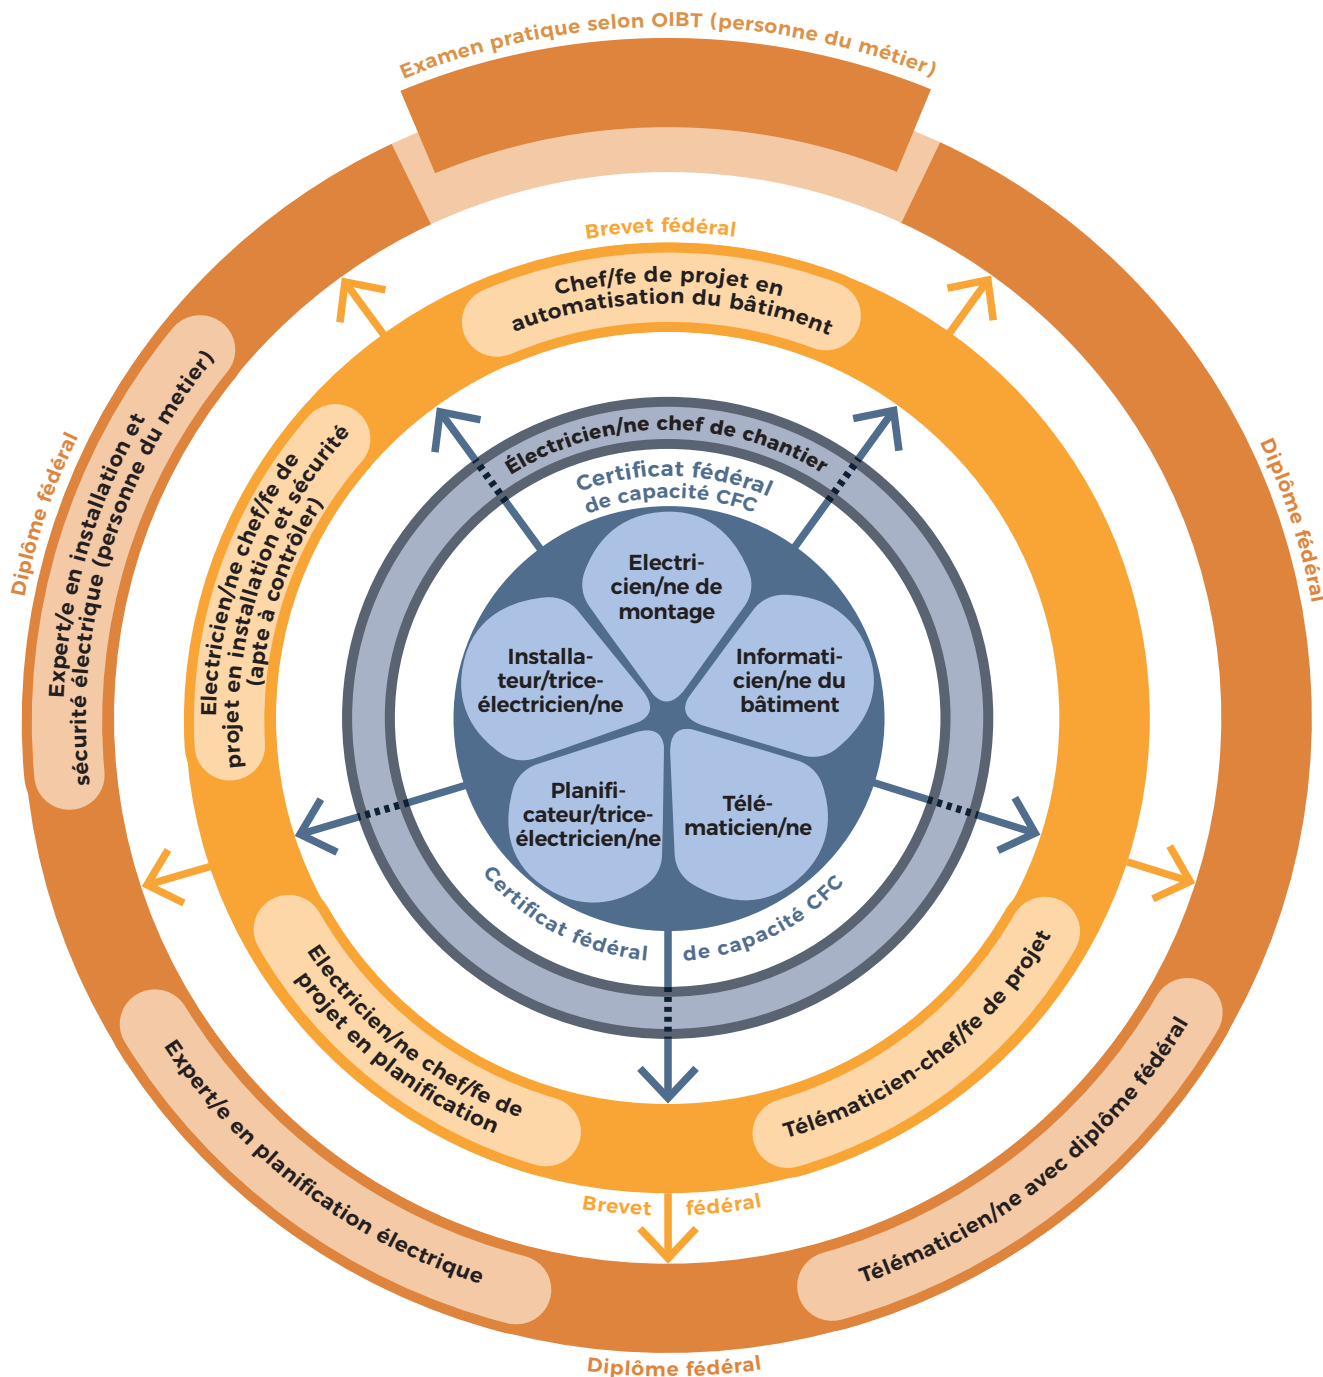 Examen pratique selon OIBT (personne du métier)
Brevet fédéral
Chef/fe de projet en
automatisation du bâtiment
Diplôme fédéral
Expert/e en installation et
sécurité électrique (personne du metier)
Electricien/ne chef/fe de
projet en installation et sécurité
(apte à contrôler)
Électricien/ne chef de chantier
Certificat fédéral
de capacité CFC
Electri-
cien/ne de
montage
Installa-
teur/trice-
électricien/ne
Informati-
cien/ne du
bâtiment
Planifi-
cateur/trice-
électricien/ne
Télé-
maticien/ne
Certificat fédéral de capacité CFC
Diplôme fédéral
Electricien/ne chef/fe de
projet en planification
Télématicien-chef/fe de projet
Brevet fédéral
Expert/e en planification électrique
Télématicien/ne avec diplôme fédéral
Diplôme fédéral